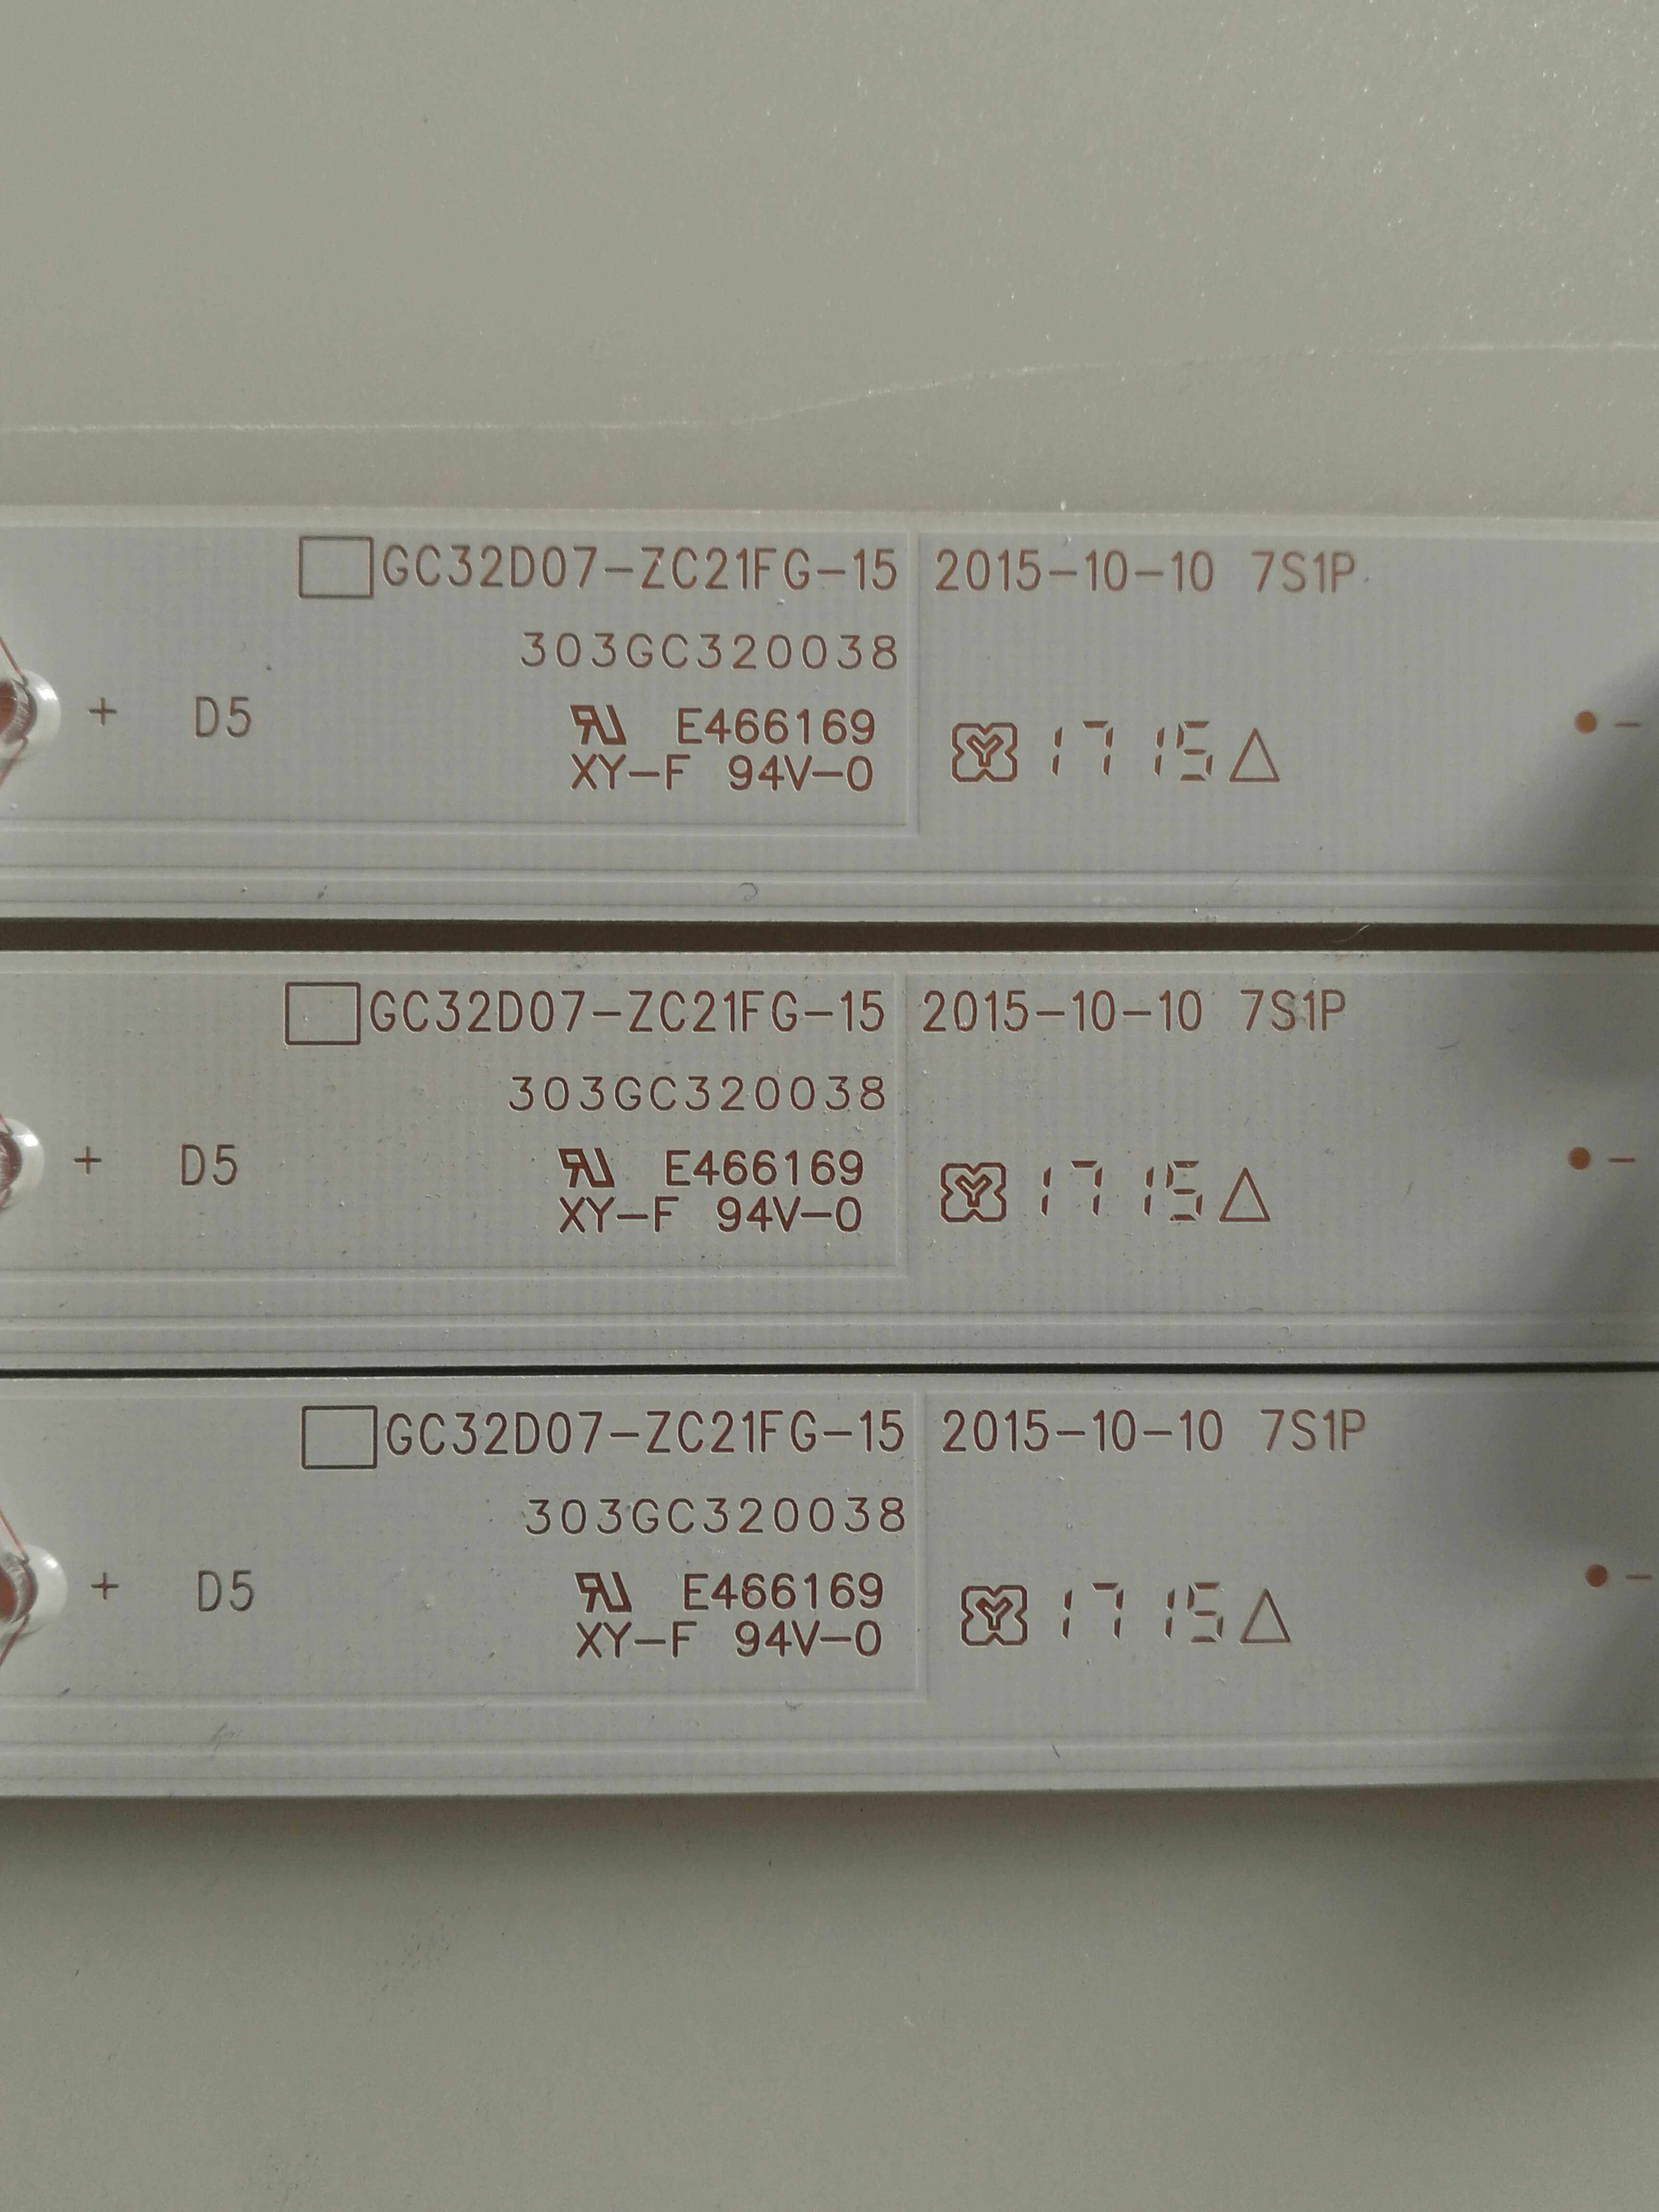 GC32D07-ZC21FG-15 2015-10-10 7S1P
303GC320038
+ D5
E466169
XY-F 94V-0
1715
-
GC32D07-ZC21FG-15 2015-10-10 7S1P
303GC320038
+ D5
E466169
XY-F 94V-0
1715
-
GC32D07-ZC21FG-15 2015-10-10 7S1P
303GC320038
+ D5
E466169
XY-F 94V-0
1715
-